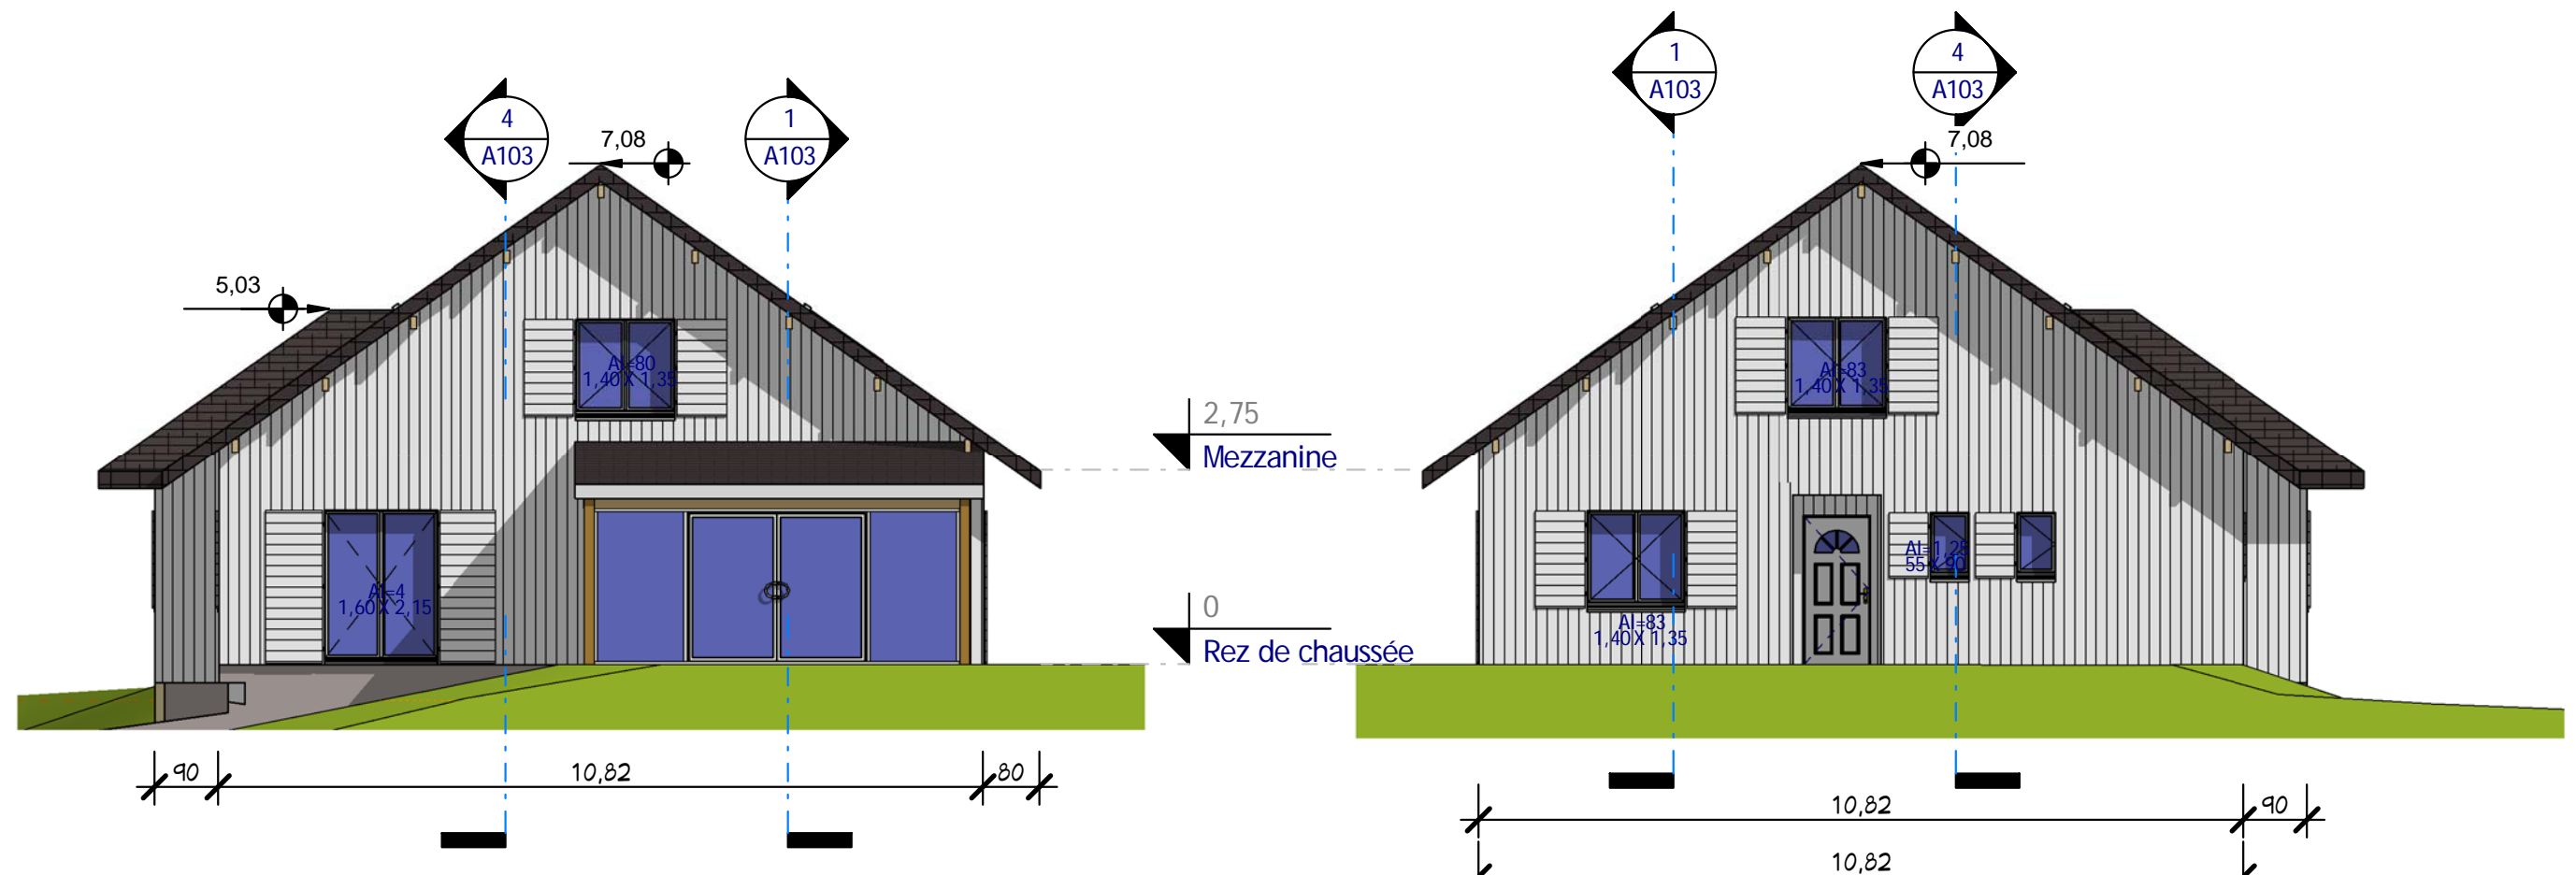 4
A103
7,08
1
A103
5,03
Al=80
1,40 X 1,35
Al=4
1,60 X 2,15
90
10,82
80
2,75
Mezzanine
0
Rez de chaussée
1
A103
4
A103
7,08
Al=83
1,40 X 1,35
Al=83
1,40 X 1,35
Al=1,25
55 X 90
10,82
90
10,82